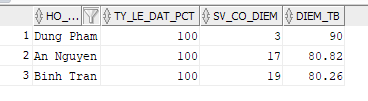 HO_... TY_LE_DAT_PCT SV_CO_DIEM DIEM_TB
1 Dung Pham 100 3 90
2 An Nguyen 100 17 80.82
3 Binh Tran 100 19 80.26